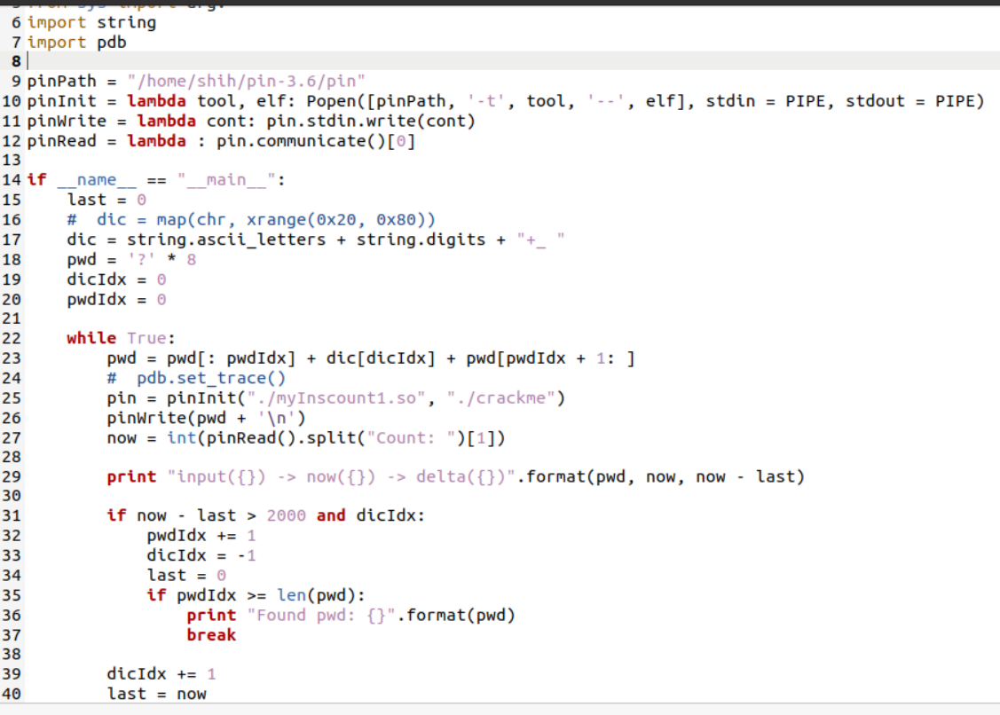 6 import string
7 import pdb
8
9 pinPath = "/home/shih/pin-3.6/pin"
10 pinInit = lambda tool, elf: Popen([pinPath, '-t', tool, '--', elf], stdin = PIPE, stdout = PIPE)
11 pinWrite = lambda cont: pin.stdin.write(cont)
12 pinRead = lambda : pin.communicate()[0]
13
14 if __name__ == "__main__":
15     last = 0
16     #  dic = map(chr, xrange(0x20, 0x80))
17     dic = string.ascii_letters + string.digits + "+_ "
18     pwd = '?' * 8
19     dicIdx = 0
20     pwdIdx = 0
21
22     while True:
23         pwd = pwd[: pwdIdx] + dic[dicIdx] + pwd[pwdIdx + 1: ]
24         #  pdb.set_trace()
25         pin = pinInit("./myInscount1.so", "./crackme")
26         pinWrite(pwd + '\n')
27         now = int(pinRead().split("Count: ")[1])
28
29         print "input({}) -> now({}) -> delta({})".format(pwd, now, now - last)
30
31         if now - last > 2000 and dicIdx:
32             pwdIdx += 1
33             dicIdx = -1
34             last = 0
35             if pwdIdx >= len(pwd):
36                 print "Found pwd: {}".format(pwd)
37                 break
38
39         dicIdx += 1
40         last = now